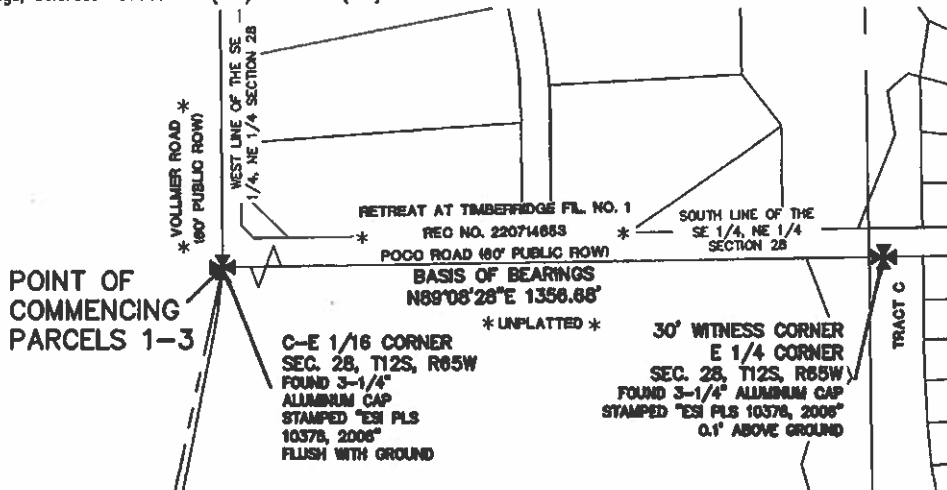 WEST LINE OF THE SE
1/4, NE 1/4 SECTION 28
* VOLLMER ROAD *
(60' PUBLIC ROW)
RETREAT AT TIMBERRIDGE FIL. NO. 1
* REC NO. 220714653 *
POCO ROAD (60' PUBLIC ROW)
SOUTH LINE OF THE
SE 1/4, NE 1/4
SECTION 28
BASIS OF BEARINGS
N89°08'28"E 1356.68'
* UNPLATTED *
POINT OF
COMMENCING
PARCELS 1-3
C-E 1/16 CORNER
SEC. 28, T12S, R65W
FOUND 3-1/4"
ALUMINUM CAP
STAMPED "ESI PLS
10376, 2006"
FLUSH WITH GROUND
30' WITNESS CORNER
E 1/4 CORNER
SEC. 28, T12S, R65W
FOUND 3-1/4" ALUMINUM CAP
STAMPED "ESI PLS 10376, 2006"
0.1' ABOVE GROUND
TRACT C